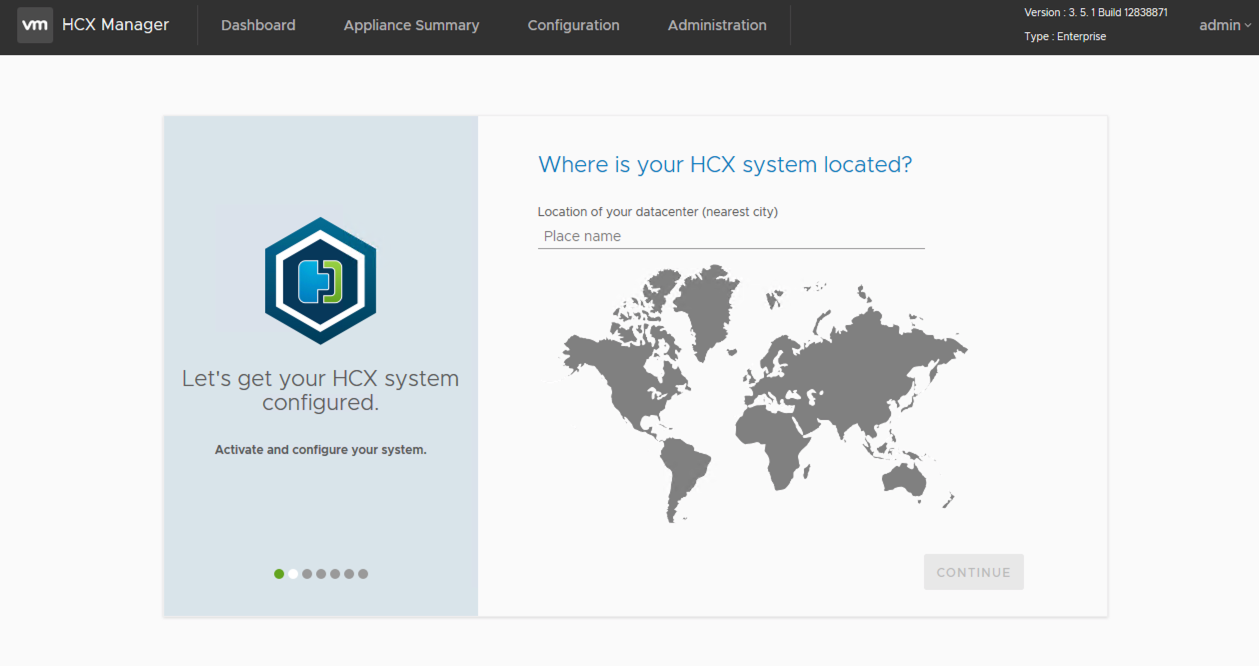 vm HCX Manager
Dashboard
Appliance Summary
Configuration
Administration
Version : 3. 5. 1 Build 12838871
Type : Enterprise
admin
Let's get your HCX system
configured.
Activate and configure your system.
Where is your HCX system located?
Location of your datacenter (nearest city)
Place name
CONTINUE